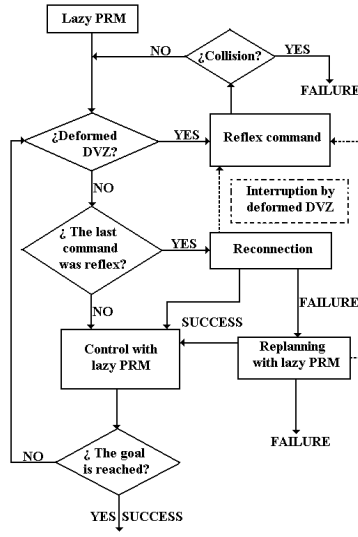 Lazy PRM
NO
¿Collision?
YES
FAILURE
¿Deformed
DVZ?
YES
Reflex command
NO
Interruption by
deformed DVZ
¿ The last
command
was reflex?
YES
Reconnection
NO
SUCCESS
FAILURE
Control with
lazy PRM
Replanning
with lazy PRM
FAILURE
NO
¿ The goal
is reached?
YES SUCCESS